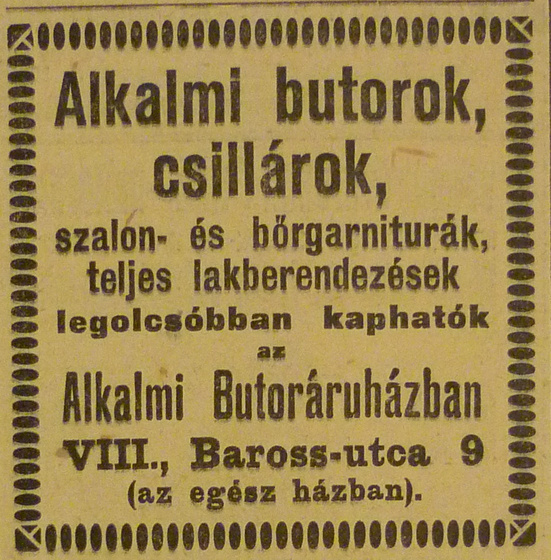 Alkalmi butorok,
csillárok,
szalon- és bőrgarniturák,
teljes lakberendezések
legolcsóbban kaphatók
az
Alkalmi Butoráruházban
VIII., Baross-utca 9
(az egész házban).